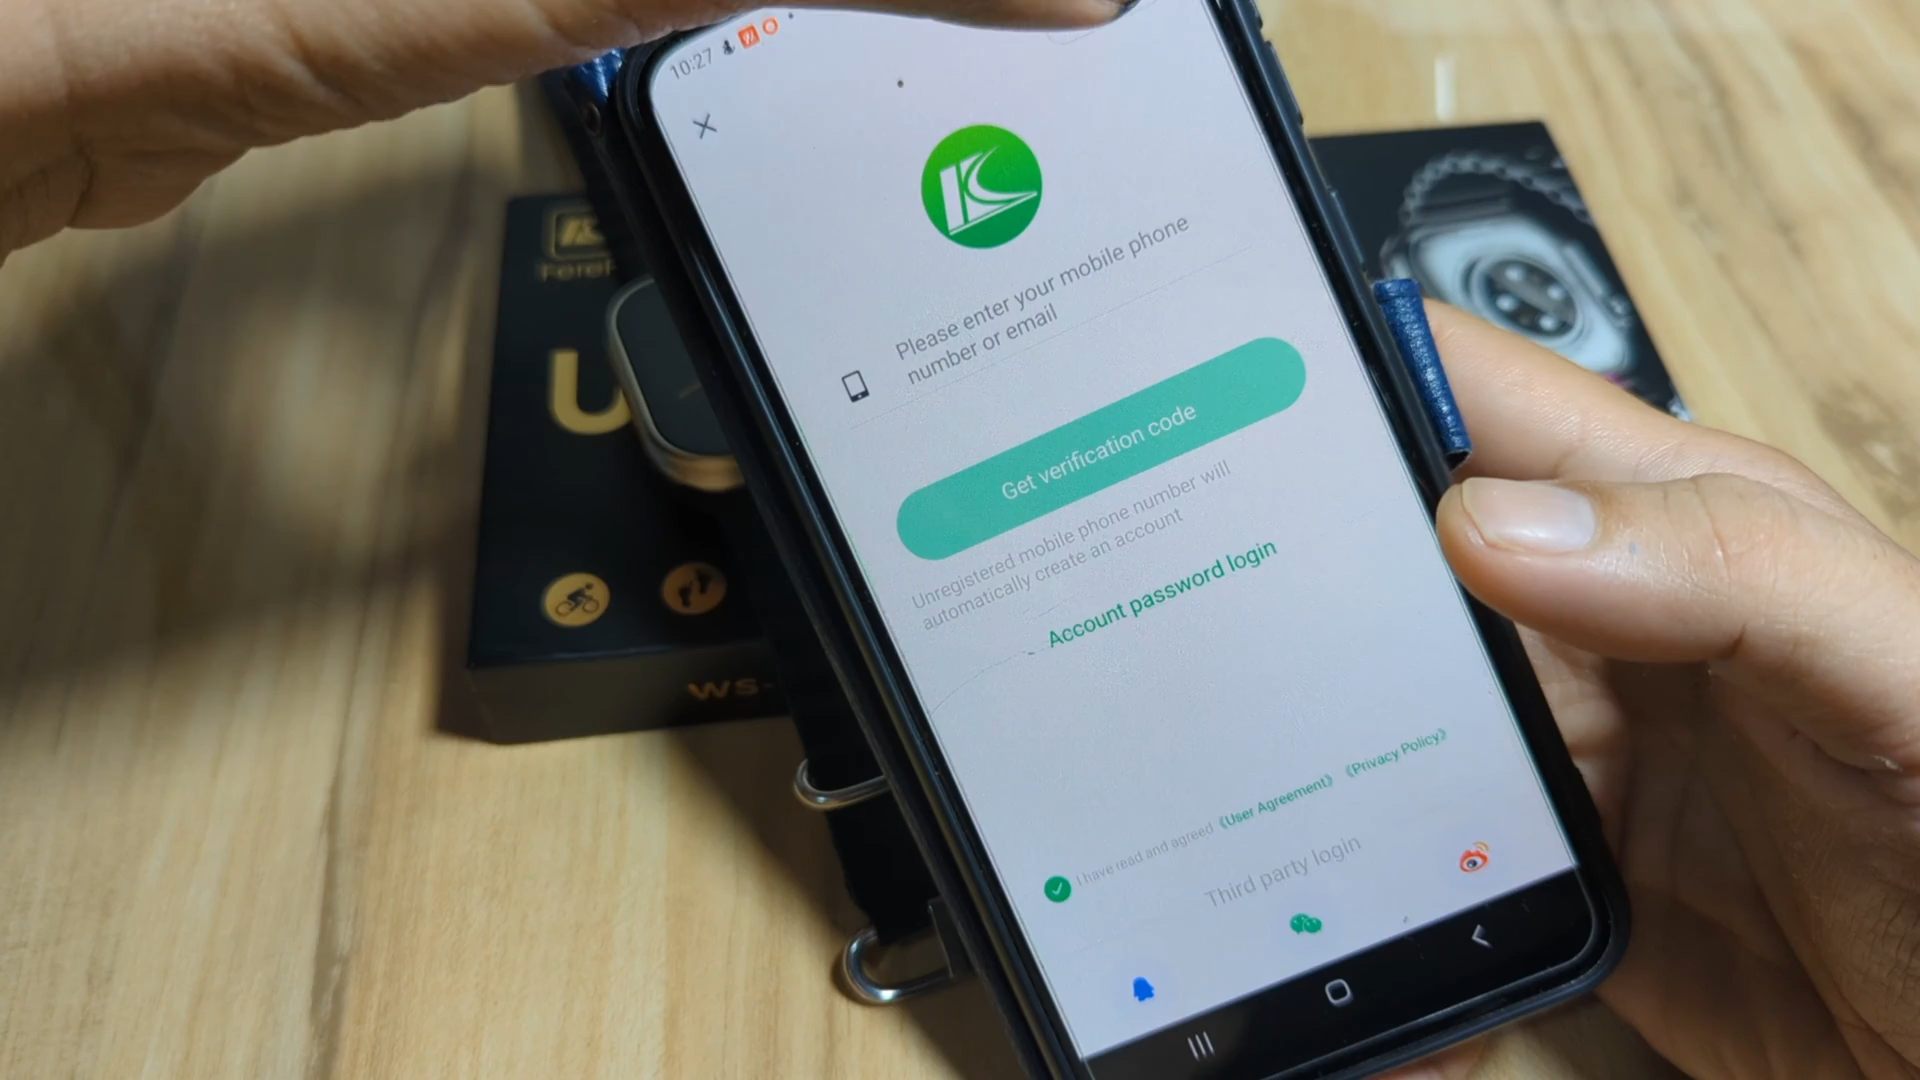 10:27
Please enter your mobile phone
number or email
Get verification code
Unregistered mobile phone number will
automatically create an account
Account password login
I have read and agreed 《User Agreement》 《Privacy Policy》
Third party login
U
WS-